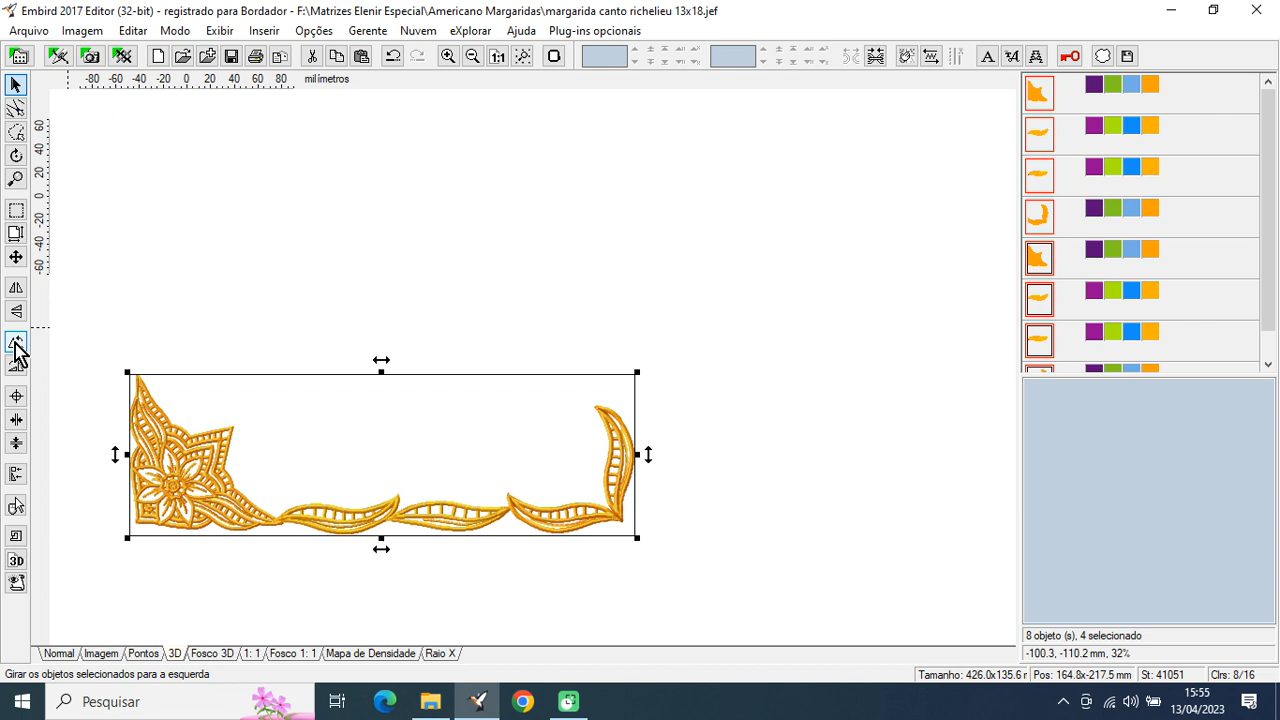 Embird 2017 Editor (32-bit) - registrado para Bordador - F:\Matrizes Elenir Especial\Americano Margaridas\margarida canto richelieu 13x18.jef
Arquivo Imagem Editar Modo Exibir Inserir Opções Gerente Nuvem eXplorar Ajuda Plug-ins opcionais
1:1 A A A
-80 -60 -40 -20 0 20 40 60 80 milímetros
60
40
20
0
-20
-40
-60
3D
8 objeto (s), 4 selecionado
Normal Imagem Pontos 3D Fosco 3D 1: 1 Fosco 1: 1 Mapa de Densidade Raio X
-100.3, -110.2 mm, 32%
Girar os objetos selecionados para a esquerda Tamanho: 426.0x135.6 r Pos: 164.8x-217.5 mm St: 41051 Clrs: 8/16
Pesquisar 15:55
13/04/2023